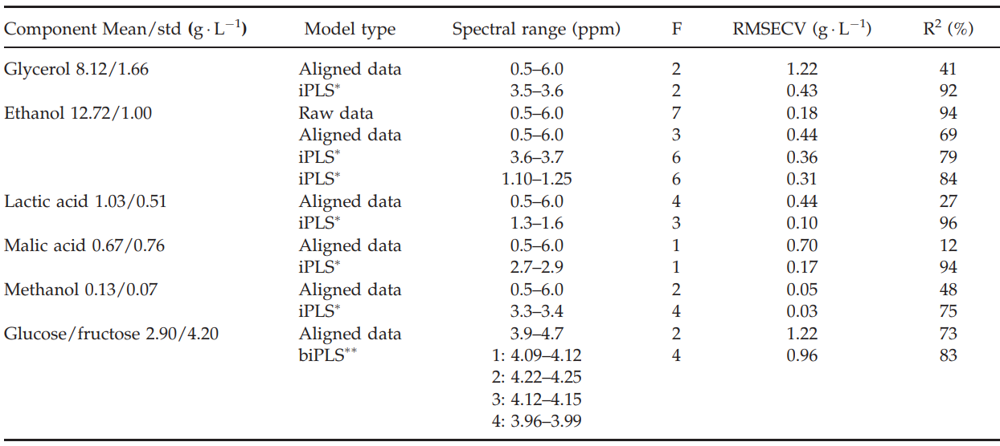 Component Mean/std (g·L⁻¹) Model type Spectral range (ppm) F RMSECV (g·L⁻¹) R² (%)
Glycerol 8.12/1.66 Aligned data 0.5–6.0 2 1.22 41
iPLS* 3.5–3.6 2 0.43 92
Ethanol 12.72/1.00 Raw data 0.5–6.0 7 0.18 94
Aligned data 0.5–6.0 3 0.44 69
iPLS* 3.6–3.7 6 0.36 79
iPLS* 1.10–1.25 6 0.31 84
Lactic acid 1.03/0.51 Aligned data 0.5–6.0 4 0.44 27
iPLS* 1.3–1.6 3 0.10 96
Malic acid 0.67/0.76 Aligned data 0.5–6.0 1 0.70 12
iPLS* 2.7–2.9 1 0.17 94
Methanol 0.13/0.07 Aligned data 0.5–6.0 2 0.05 48
iPLS* 3.3–3.4 4 0.03 75
Glucose/fructose 2.90/4.20 Aligned data 3.9–4.7 2 1.22 73
biPLS** 1: 4.09–4.12 4 0.96 83
2: 4.22–4.25
3: 4.12–4.15
4: 3.96–3.99